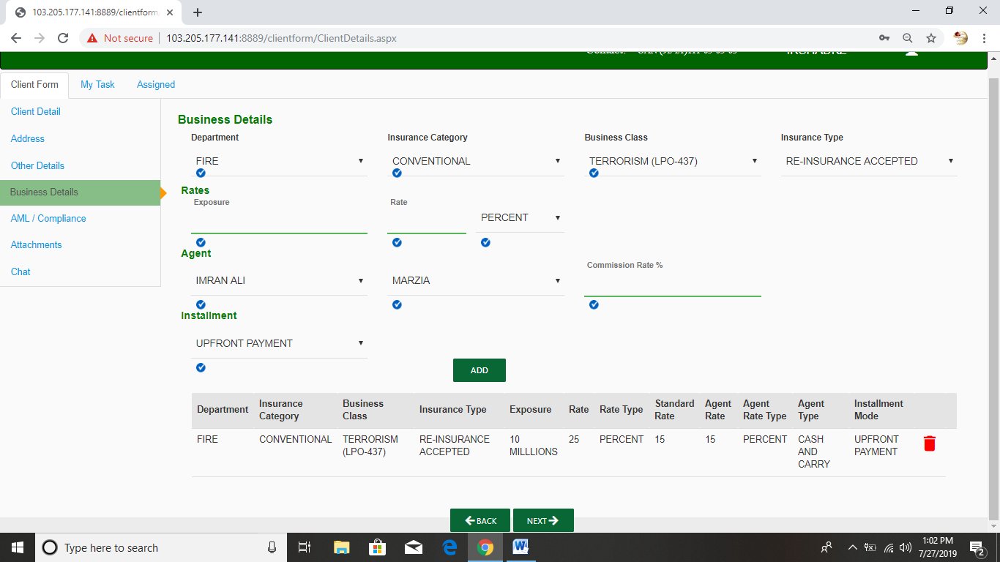 103.205.177.141:8889/clientform
Not secure
103.205.177.141:8889/clientform/ClientDetails.aspx
Client Form
My Task
Assigned
Client Detail
Address
Other Details
Business Details
AML / Compliance
Attachments
Chat
Business Details
Department
Insurance Category
Business Class
Insurance Type
FIRE
CONVENTIONAL
TERRORISM (LPO-437)
RE-INSURANCE ACCEPTED
Rates
Exposure
Rate
PERCENT
Agent
Commission Rate %
IMRAN ALI
MARZIA
Installment
UPFRONT PAYMENT
ADD
Department Insurance Category Business Class Insurance Type Exposure Rate Rate Type Standard Rate Agent Rate Agent Rate Type Agent Type Installment Mode
FIRE CONVENTIONAL TERRORISM (LPO-437) RE-INSURANCE ACCEPTED 10 MILLLIONS 25 PERCENT 15 15 PERCENT CASH AND CARRY UPFRONT PAYMENT
BACK
NEXT
Type here to search
1:02 PM
7/27/2019
2